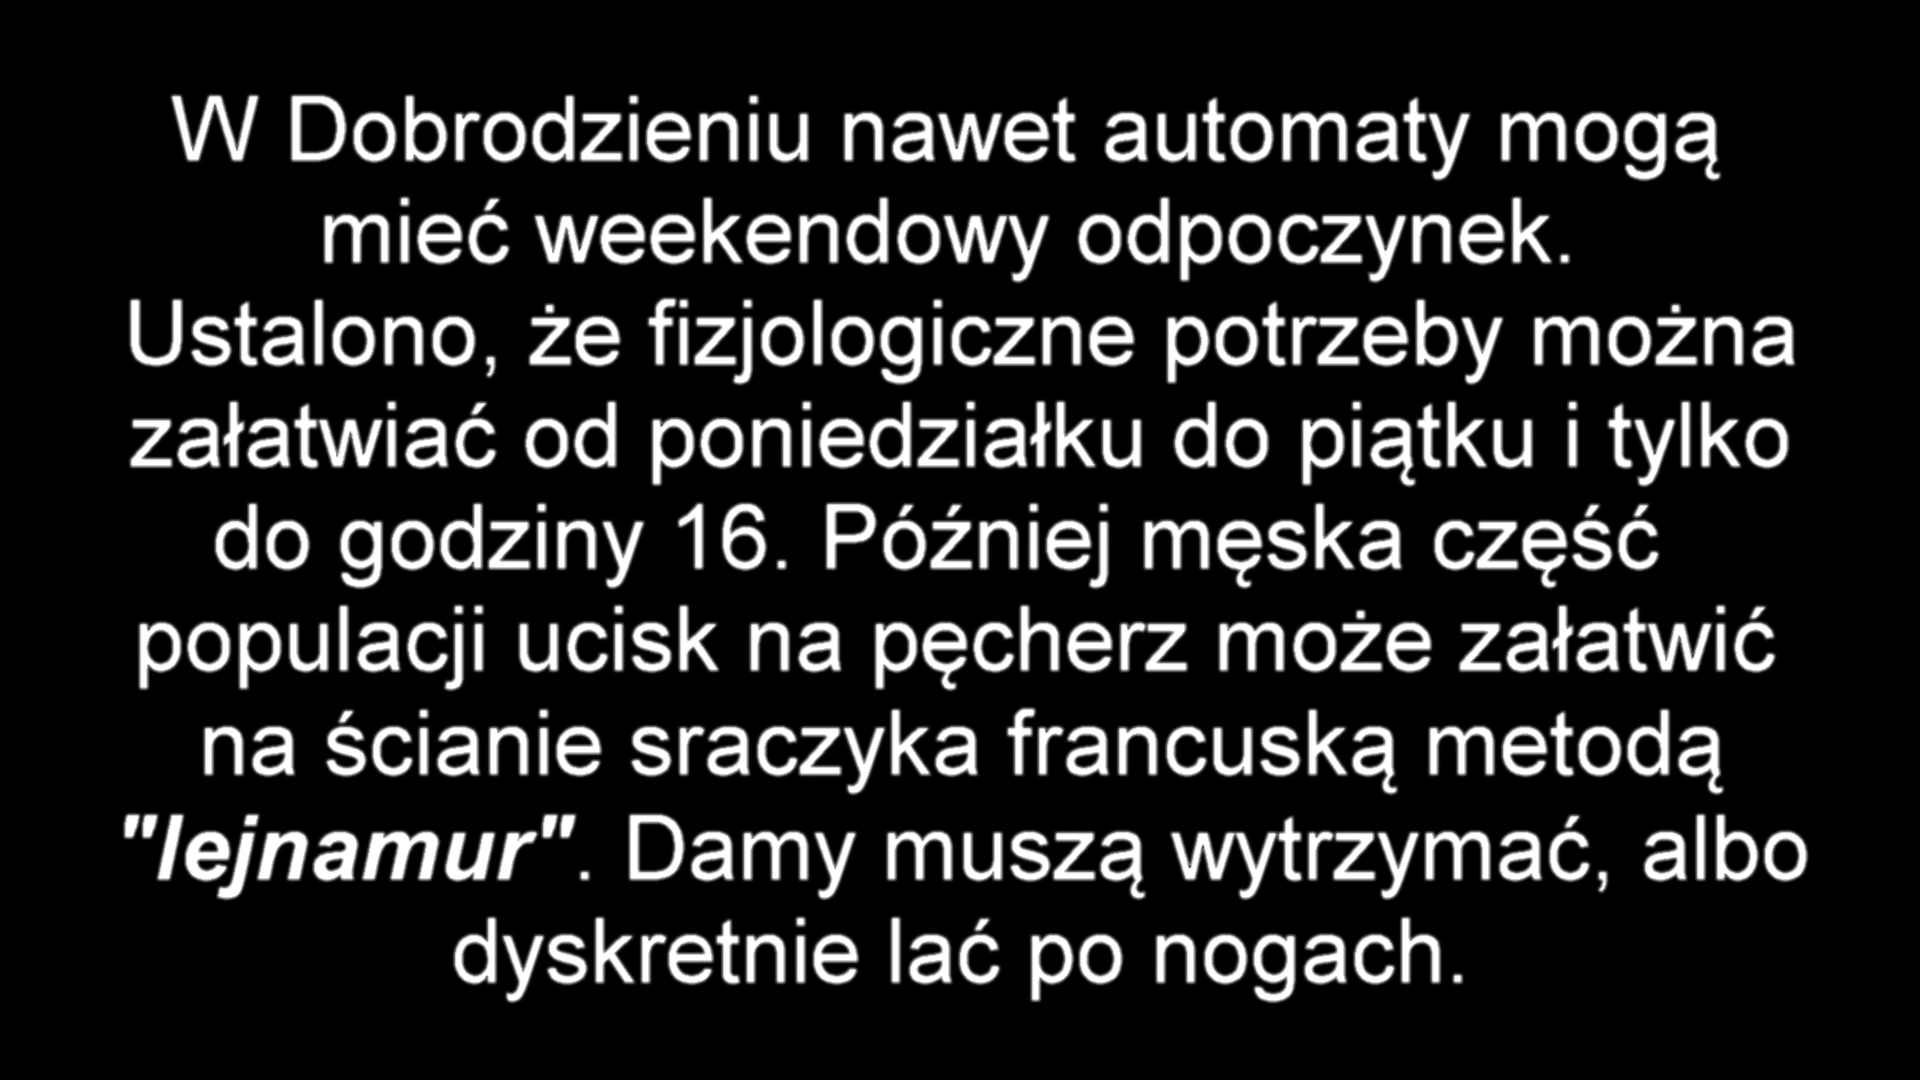 W Dobrodzieniu nawet automaty mogą
mieć weekendowy odpoczynek.
Ustalono, że fizjologiczne potrzeby można
załatwiać od poniedziałku do piątku i tylko
do godziny 16. Później męska część
populacji ucisk na pęcherz może załatwić
na ścianie sraczyka francuską metodą
"lejnamur". Damy muszą wytrzymać, albo
dyskretnie lać po nogach.